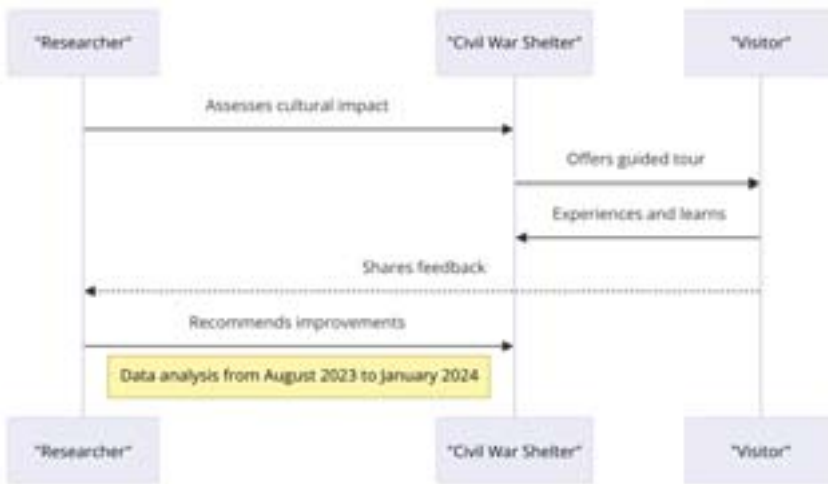 "Researcher"
"Civil War Shelter"
"Visitor"
Assesses cultural impact
Offers guided tour
Experiences and learns
Shares feedback
Recommends improvements
Data analysis from August 2023 to January 2024
"Researcher"
"Civil War Shelter"
"Visitor"